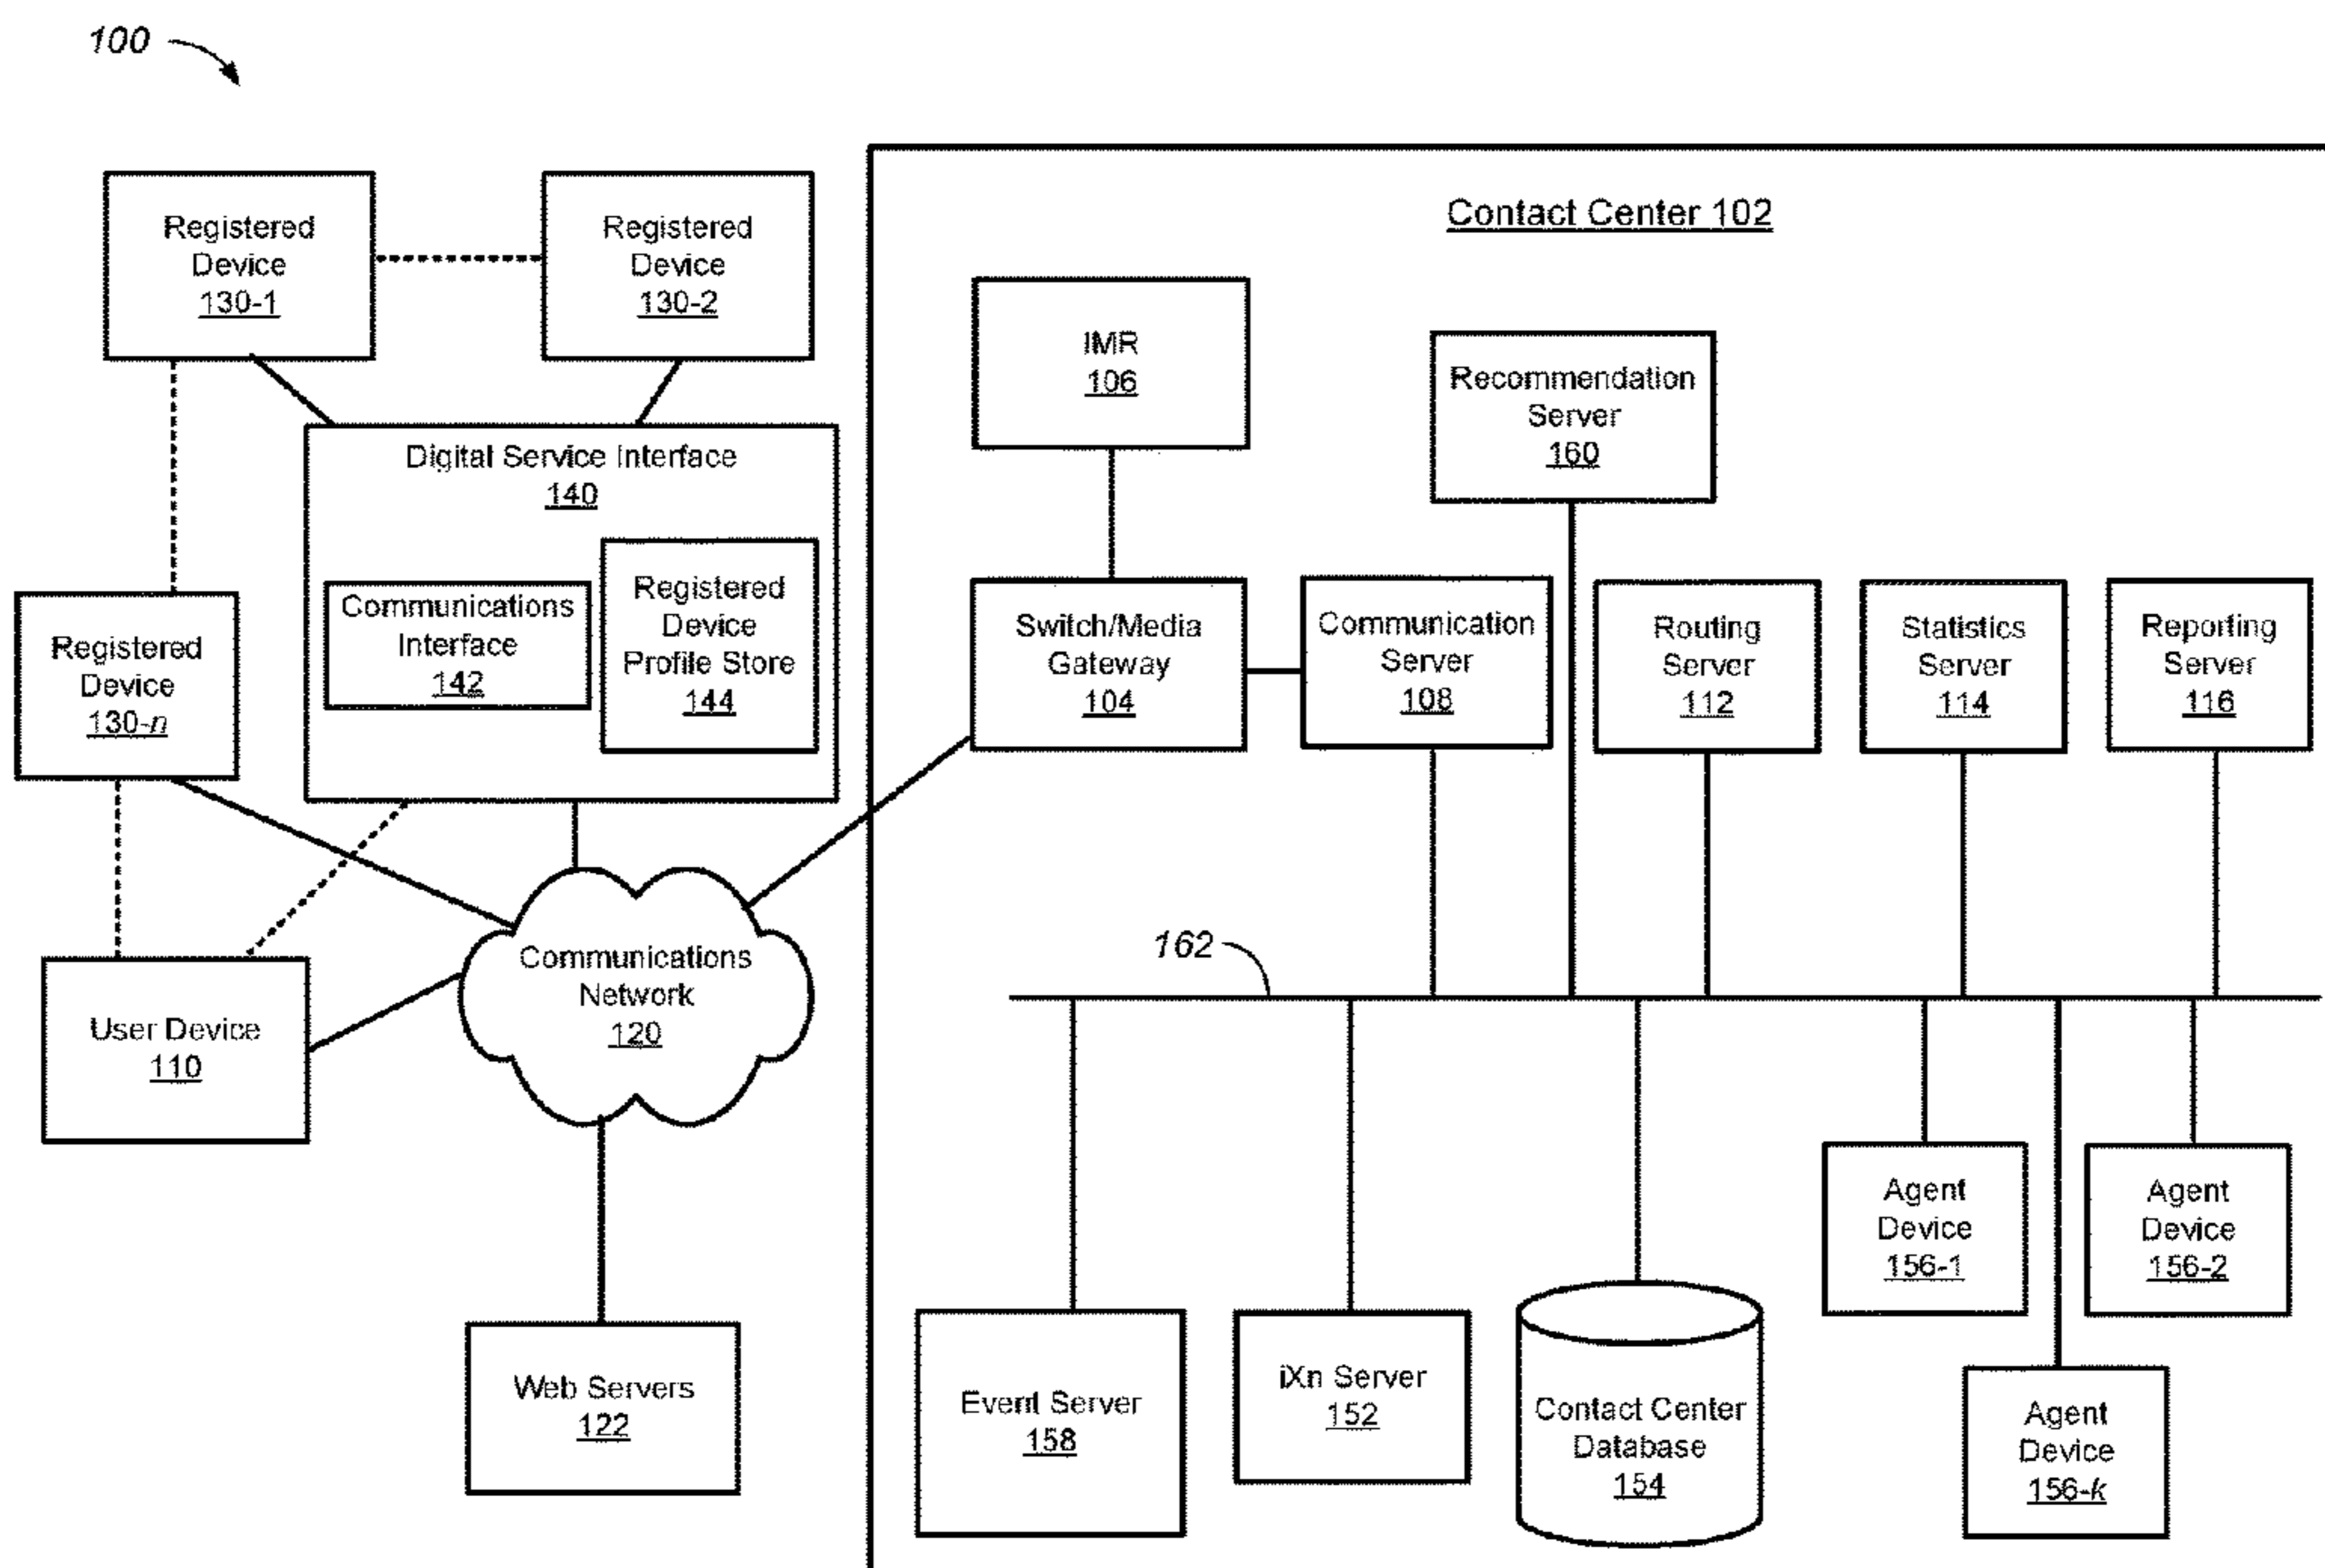 100
Registered
Device
130-1
Registered
Device
130-2
Digital Service Interface
140
Communications
Interface
142
Registered
Device
Profile Store
144
Registered
Device
130-n
User Device
110
Communications
Network
120
Web Servers
122
Contact Center 102
IMR
106
Recommendation
Server
160
Switch/Media
Gateway
104
Communication
Server
108
Routing
Server
112
Statistics
Server
114
Reporting
Server
116
162
Event Server
158
iXn Server
152
Contact Center
Database
154
Agent
Device
156-1
Agent
Device
156-2
Agent
Device
156-k